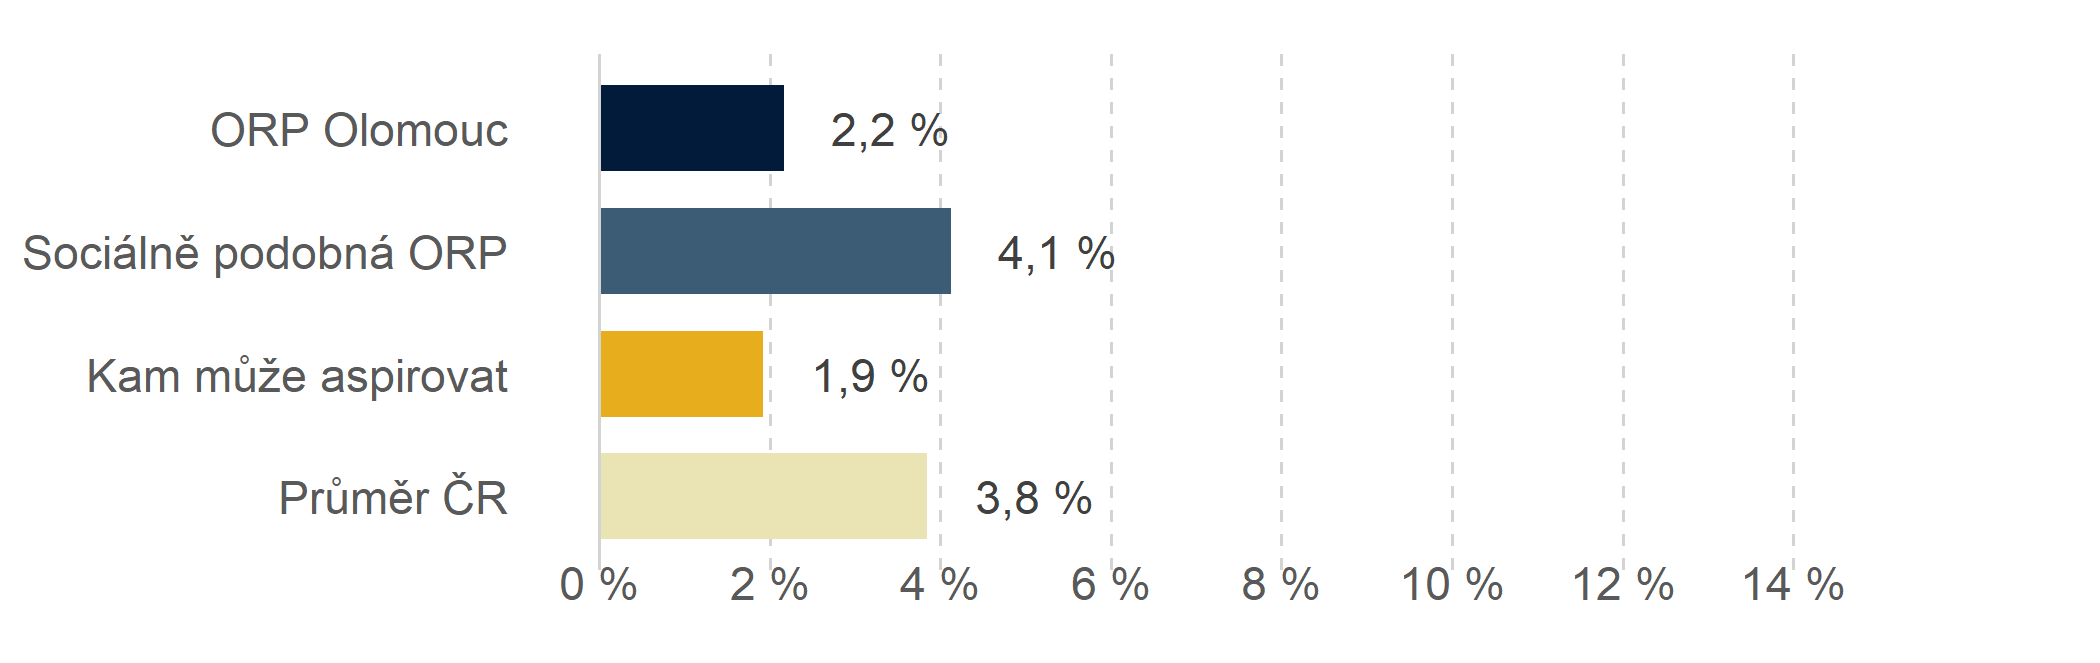 ORP Olomouc
2,2 %
Sociálně podobná ORP
4,1 %
Kam může aspirovat
1,9 %
Průměr ČR
3,8 %
0 % 2 % 4 % 6 % 8 % 10 % 12 % 14 %